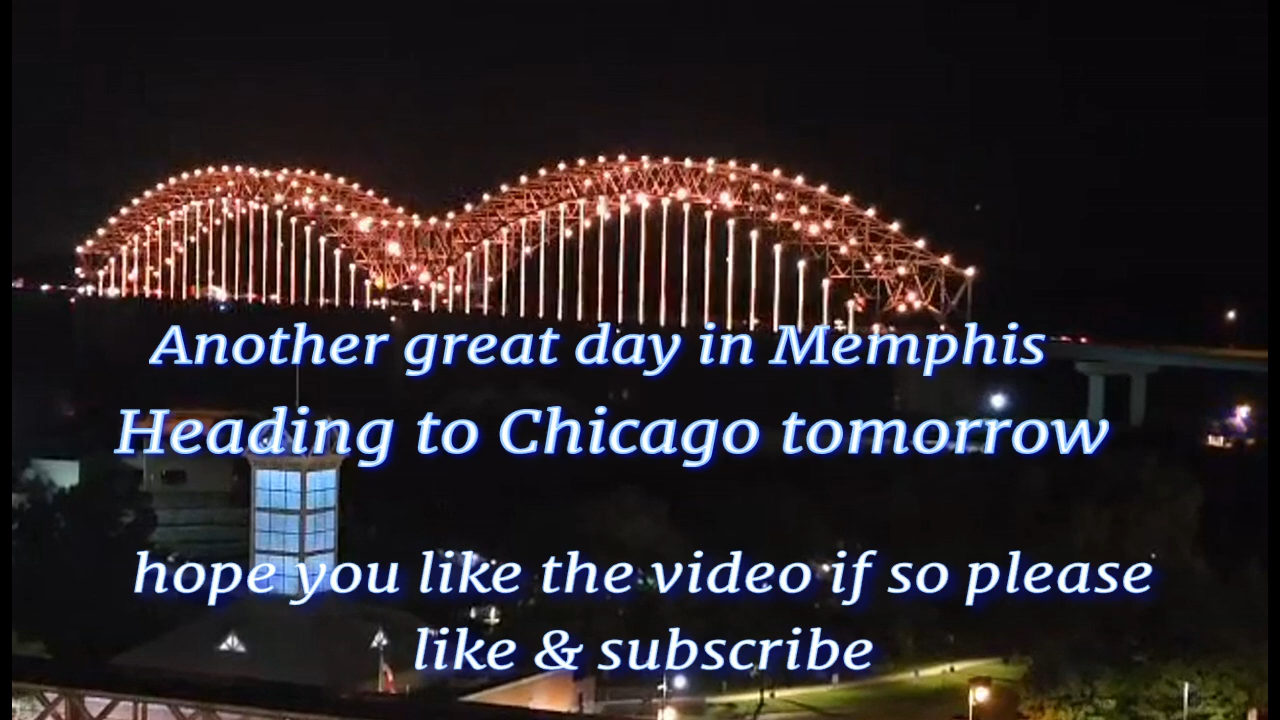 Another great day in Memphis
Heading to Chicago tomorrow
hope you like the video if so please
like & subscribe